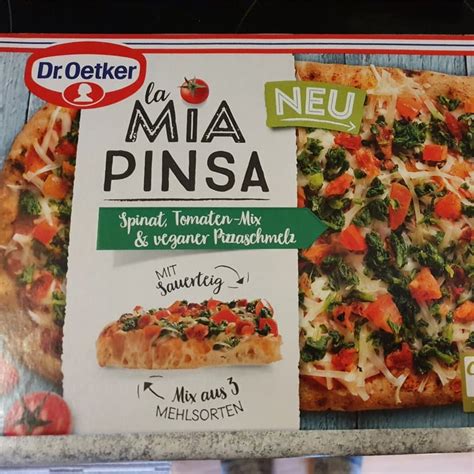 Dr.Oetker
la
MIA
PINSA
NEU
Spinat, Tomaten-Mix
& veganer Pizzaschmelz
MIT
Sauerteig
Mix aus 3
MEHLSORTEN